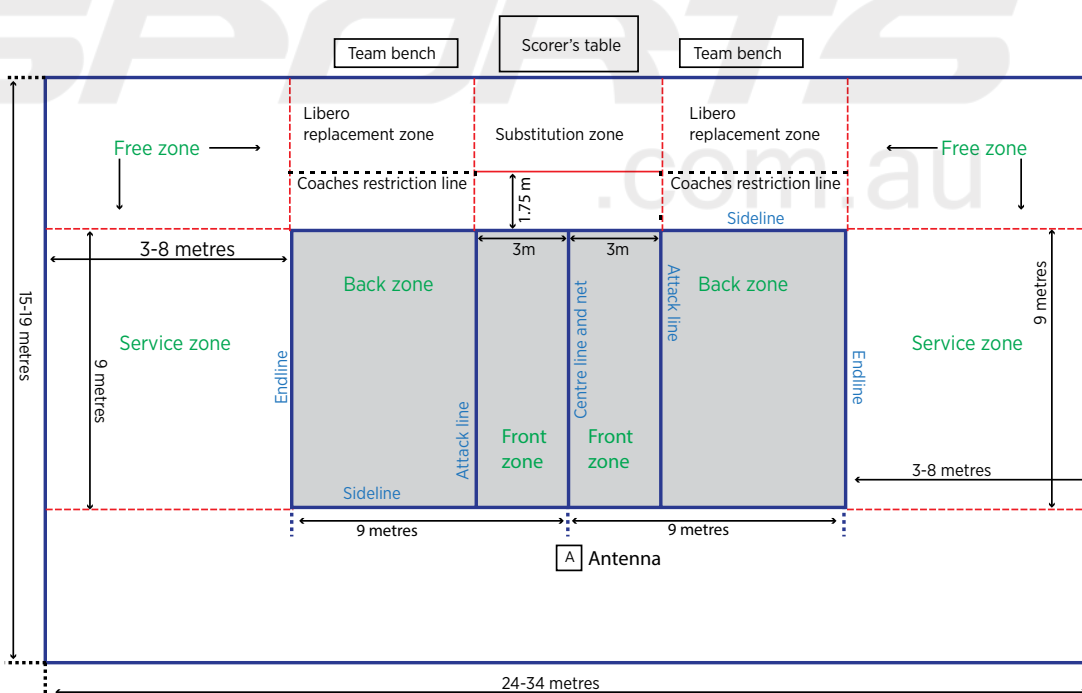 SPORTS
.com.au
Team bench
Scorer's table
Team bench
Libero
replacement zone
Substitution zone
Libero
replacement zone
Free zone
Free zone
Coaches restriction line
1.75 m
Coaches restriction line
Sideline
3-8 metres
3m
3m
Back zone
Attack line
Back zone
9 metres
15-19 metres
Service zone
9 metres
Endline
Centre line and net
Endline
Service zone
Attack line
Front
zone
Front
zone
3-8 metres
Sideline
9 metres
9 metres
A Antenna
24-34 metres